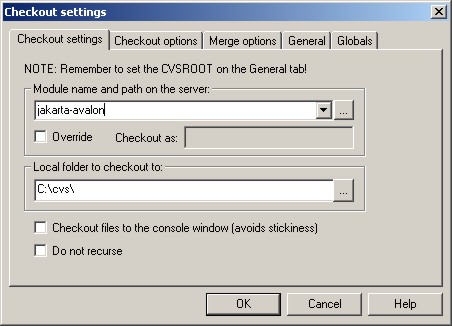 Checkout settings
Checkout settings Checkout options Merge options General Globals
NOTE: Remember to set the CVSROOT on the General tab!
Module name and path on the server:
jakarta-avalon ...
Override Checkout as:
Local folder to checkout to:
C:\cvs\ ...
Checkout files to the console window (avoids stickiness)
Do not recurse
OK Cancel Help